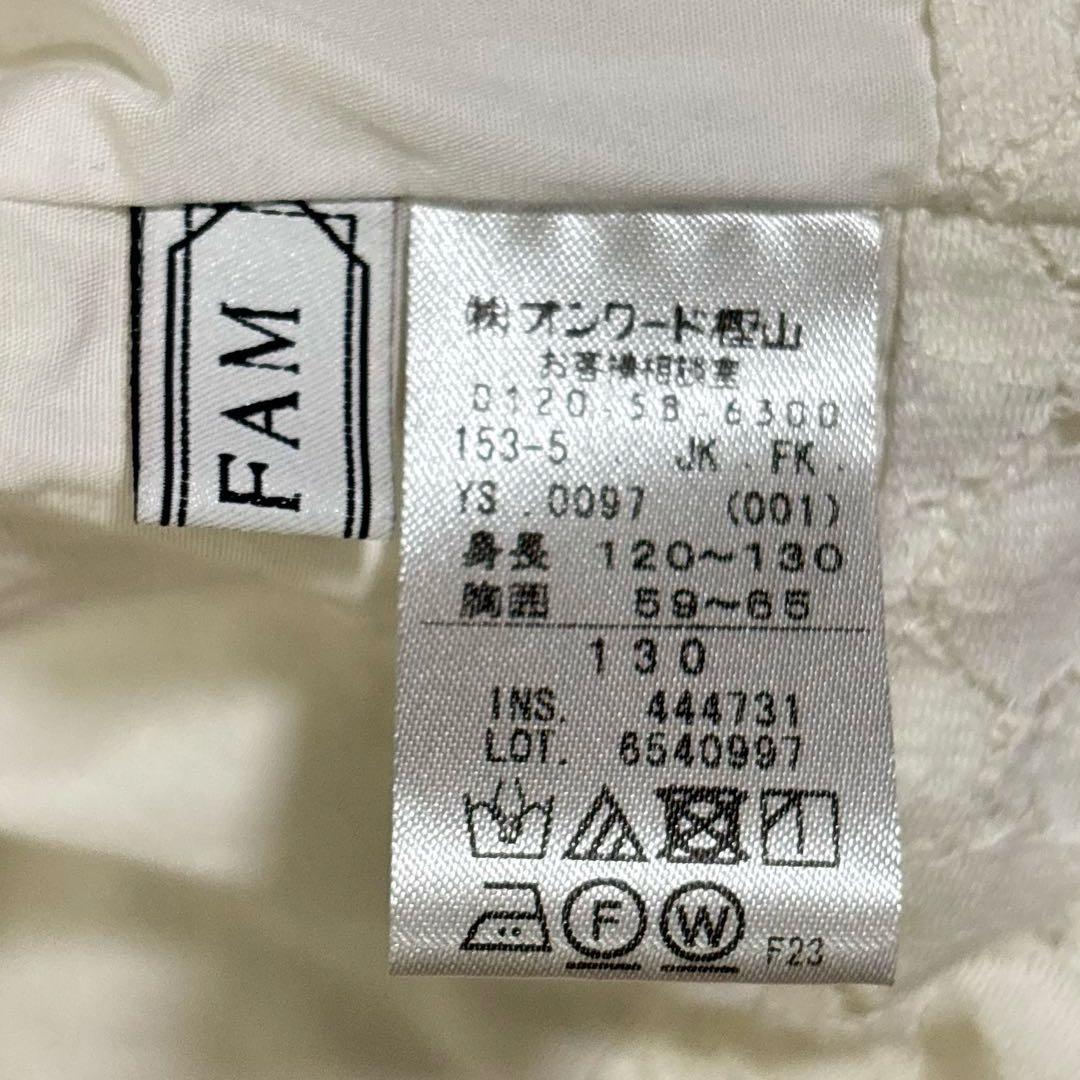 FAM
㈱オンワード樫山
お客様相談室
0120-58-6300
153-5 . JK . FK .
YS .0097 (001)
身長 120～130
胸囲 59～65
130
INS. 444731
LOT. 6540997
F
W
F23